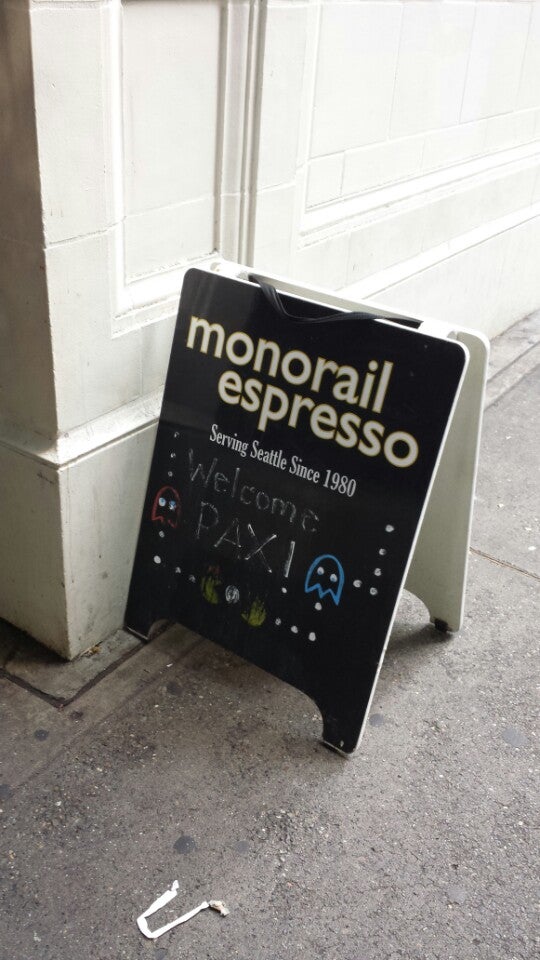 monorail
espresso
Serving Seattle Since 1980
Welcome
PAX!